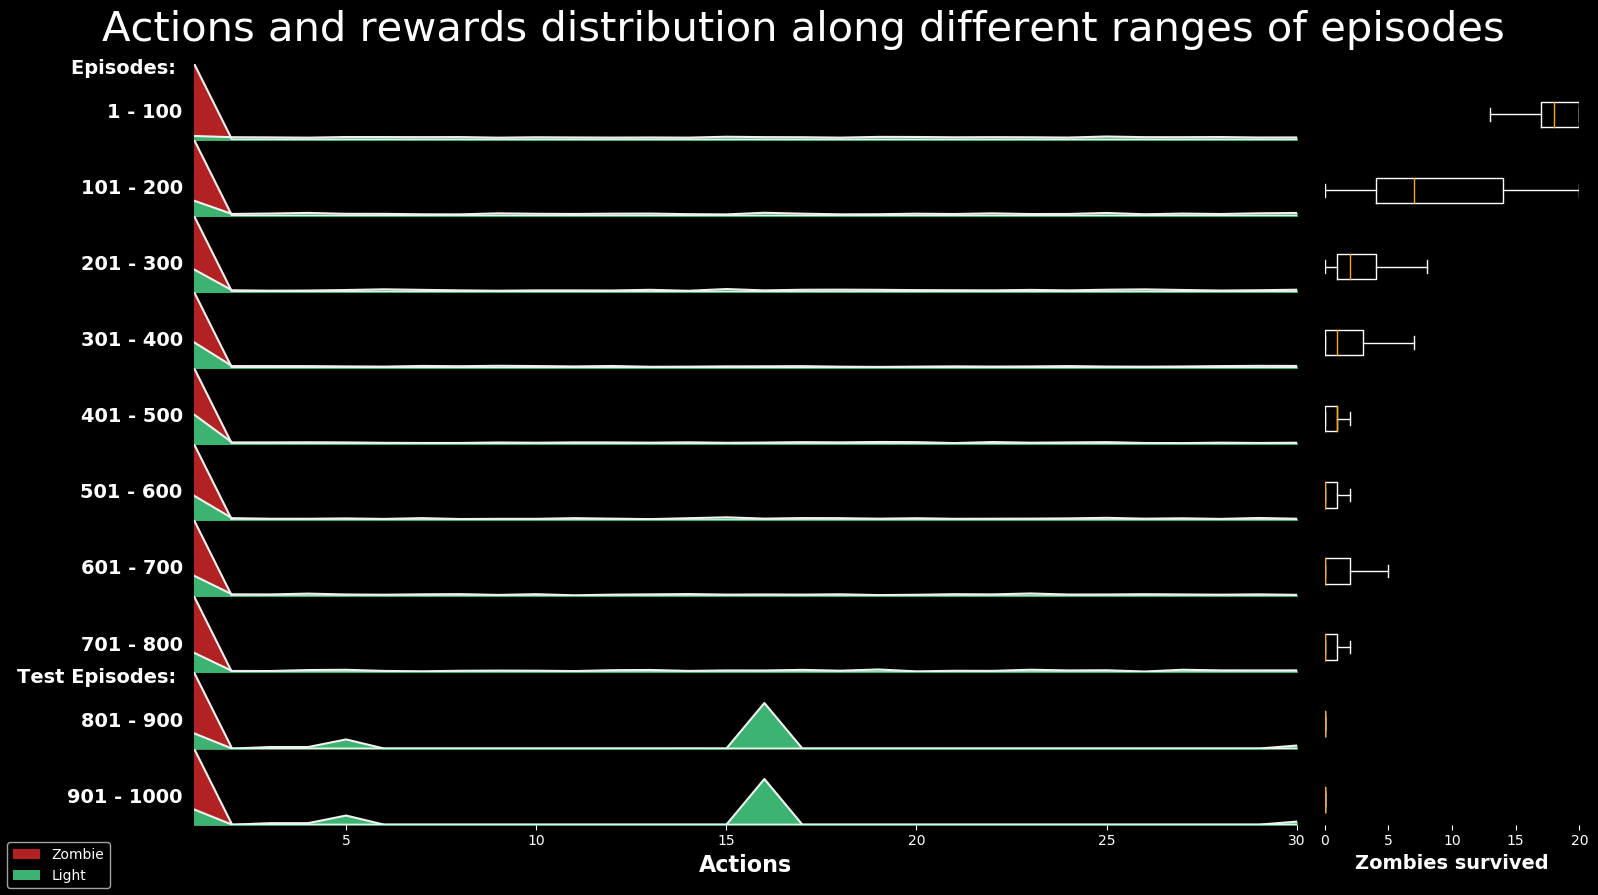 Actions and rewards distribution along different ranges of episodes
Episodes:
1 - 100
101 - 200
201 - 300
301 - 400
401 - 500
501 - 600
601 - 700
701 - 800
Test Episodes:
801 - 900
901 - 1000
5 10 15 20 25 30
Actions
0 5 10 15 20
Zombies survived
Zombie
Light